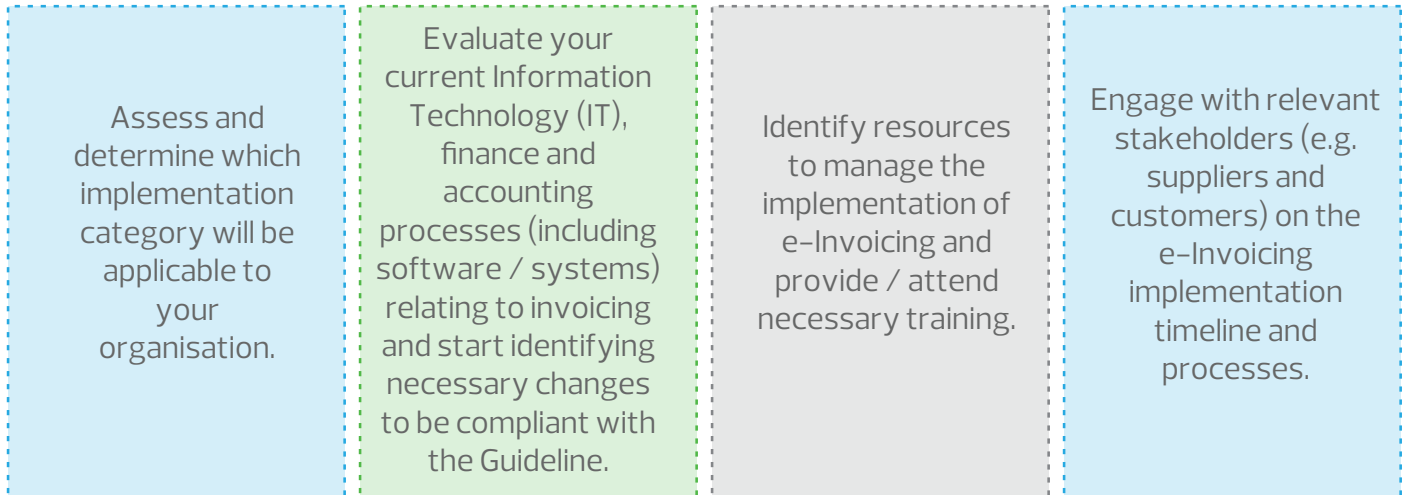 Assess and
determine which
implementation
category will be
applicable to
your
organisation.
Evaluate your
current Information
Technology (IT),
finance and
accounting
processes (including
software / systems)
relating to invoicing
and start identifying
necessary changes
to be compliant with
the Guideline.
Identify resources
to manage the
implementation of
e-Invoicing and
provide / attend
necessary training.
Engage with relevant
stakeholders (e.g.
suppliers and
customers) on the
e-Invoicing
implementation
timeline and
processes.